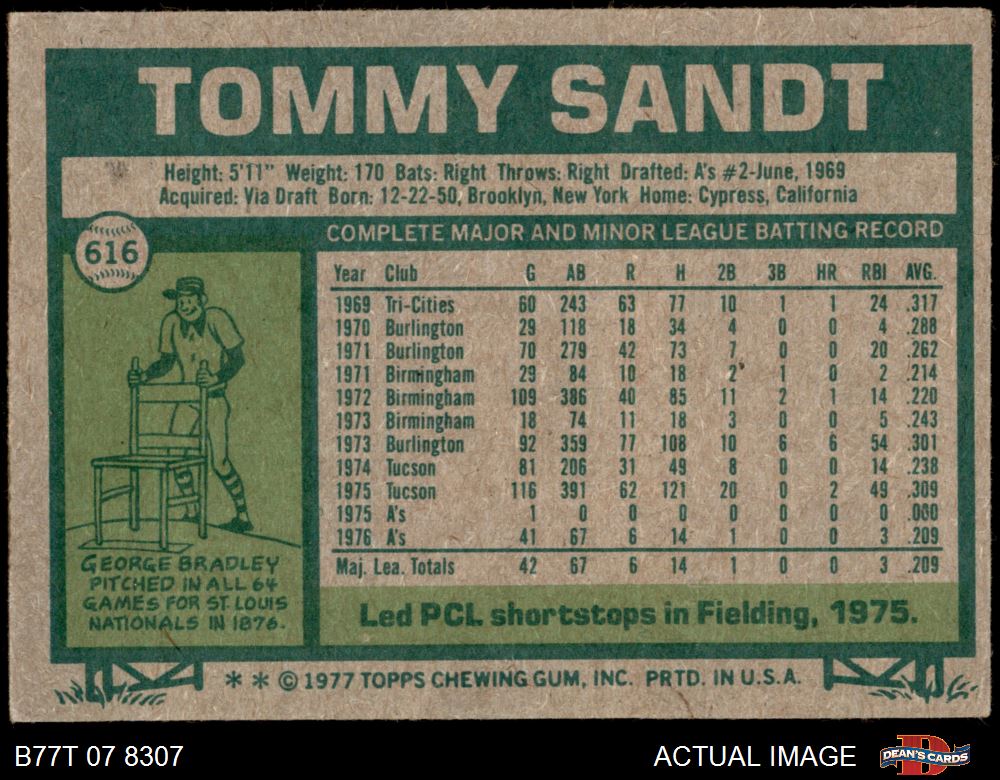 TOMMY SANDT
Height: 5'11" Weight: 170 Bats: Right Throws: Right Drafted: A's #2-June, 1969
Acquired: Via Draft Born: 12-22-50, Brooklyn, New York Home: Cypress, California
616
COMPLETE MAJOR AND MINOR LEAGUE BATTING RECORD
Year Club G AB R H 2B 3B HR RBI AVG.
1969 Tri-Cities 60 243 63 77 10 1 1 24 .317
1970 Burlington 29 118 18 34 4 0 0 4 .288
1971 Burlington 70 279 42 73 7 0 0 20 .262
1971 Birmingham 29 84 10 18 2 1 0 2 .214
1972 Birmingham 109 386 40 85 11 2 1 14 .220
1973 Birmingham 18 74 11 18 3 0 0 5 .243
1973 Burlington 92 359 77 108 10 6 6 54 .301
1974 Tucson 81 206 31 49 8 0 0 14 .238
1975 Tucson 116 391 62 121 20 0 2 49 .309
1975 A's 1 0 0 0 0 0 0 0 .000
1976 A's 41 67 6 14 1 0 0 3 .209
Maj. Lea. Totals 42 67 6 14 1 0 0 3 .209
GEORGE BRADLEY
PITCHED IN ALL 64
GAMES FOR ST. LOUIS
NATIONALS IN 1876.
Led PCL shortstops in Fielding, 1975.
* * © 1977 TOPPS CHEWING GUM, INC. PRTD. IN U.S.A.
B77T 07 8307
ACTUAL IMAGE
D
DEAN'S CARDS